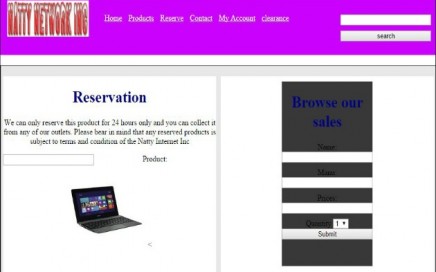 NATTY NETWORK INC
Home Products Reserve Contact My Account clearance
search
Reservation
We can only reserve this product for 24 hours only and you can collect it
from any of our outlets. Please bear in mind that any reserved products is
subject to terms and condition of the Natty Internet Inc
Product:
<
Browse our
sales
Name:
Price:
Quantity 1
Submit